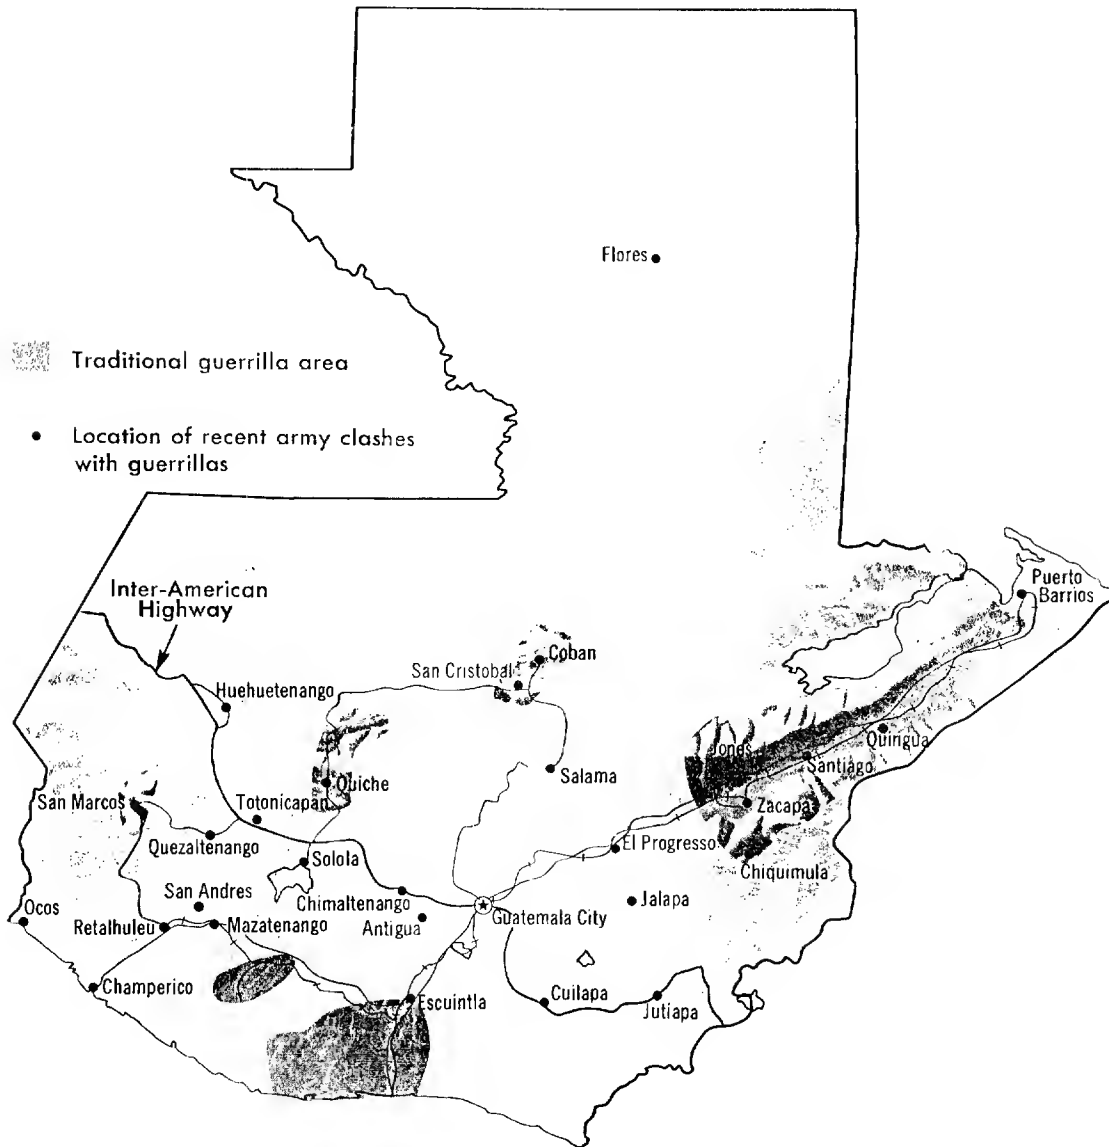 Flores
Traditional guerrilla area
Location of recent army clashes
with guerrillas
Inter-American
Highway
Puerto
Barrios
Coban
San Cristobal
Huehuetenango
Quirigua
Jones
Santiago
Salama
Quiche
San Marcos
Totonicapan
Zacapa
Quezaltenango
El Progresso
Solola
Chiquimula
San Andres
Chimaltenango
Jalapa
Ocos
Guatemala City
Retalhuleu
Mazatenango
Antigua
Champerico
Escuintla
Cuilapa
Jutiapa